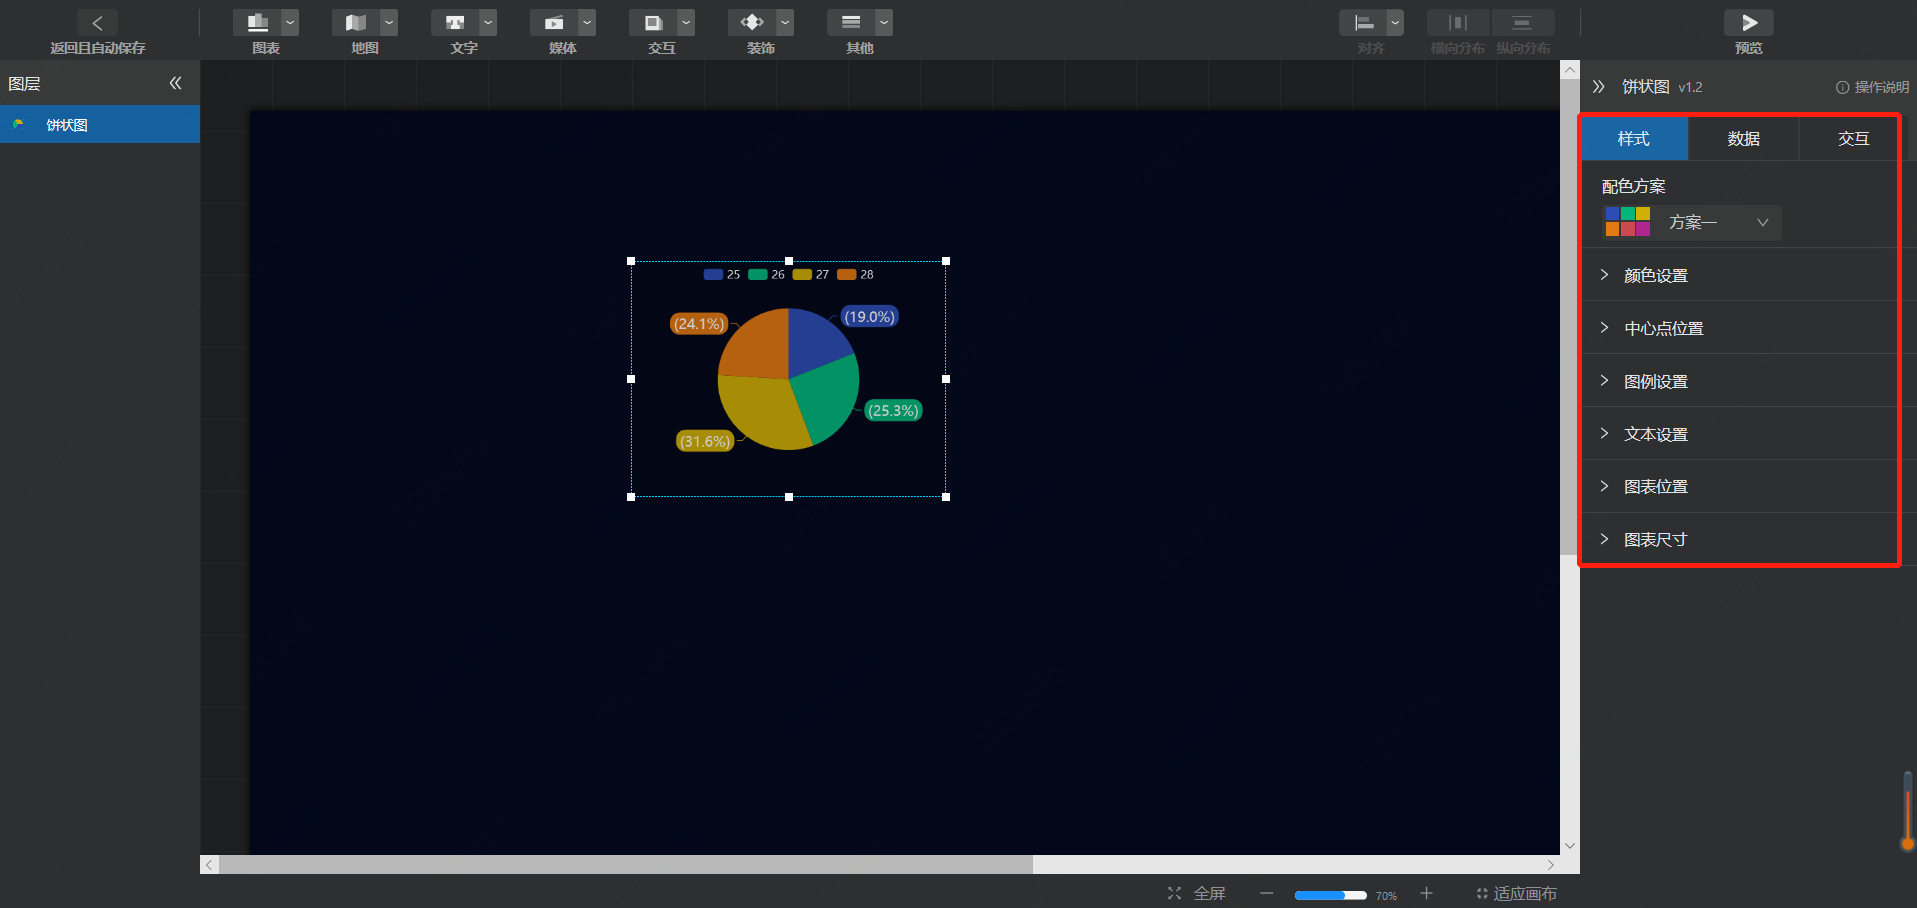 返回且自动保存
图表
地图
文字
媒体
交互
装饰
其他
对齐
横向分布
纵向分布
预览
图层
饼状图
25 26 27 28
(24.1%)
(19.0%)
(25.3%)
(31.6%)
饼状图 v1.2
操作说明
样式 数据 交互
配色方案
方案一
颜色设置
中心点位置
图例设置
文本设置
图表位置
图表尺寸
全屏
70%
适应画布